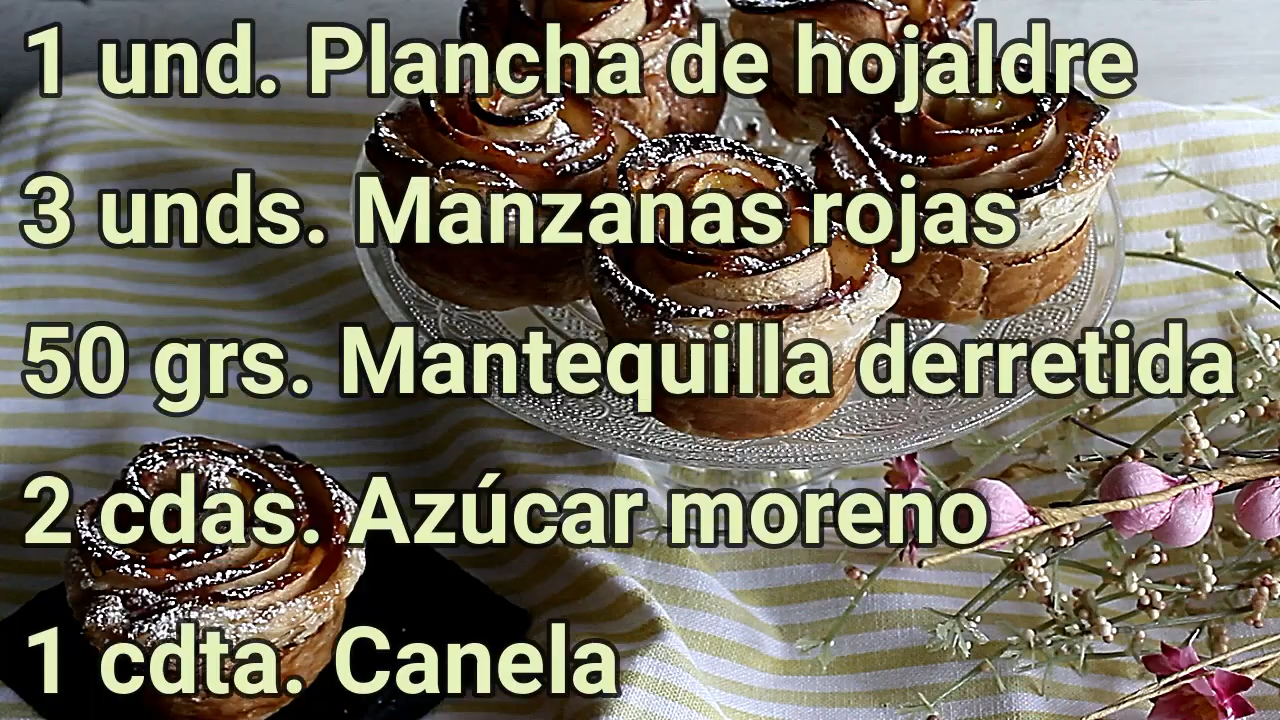 1 und. Plancha de hojaldre
3 unds. Manzanas rojas
50 grs. Mantequilla derretida
2 cdas. Azúcar moreno
1 cdta. Canela